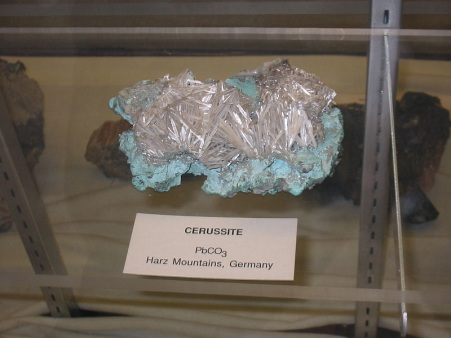 CERUSSITE
PbCO3
Harz Mountains, Germany